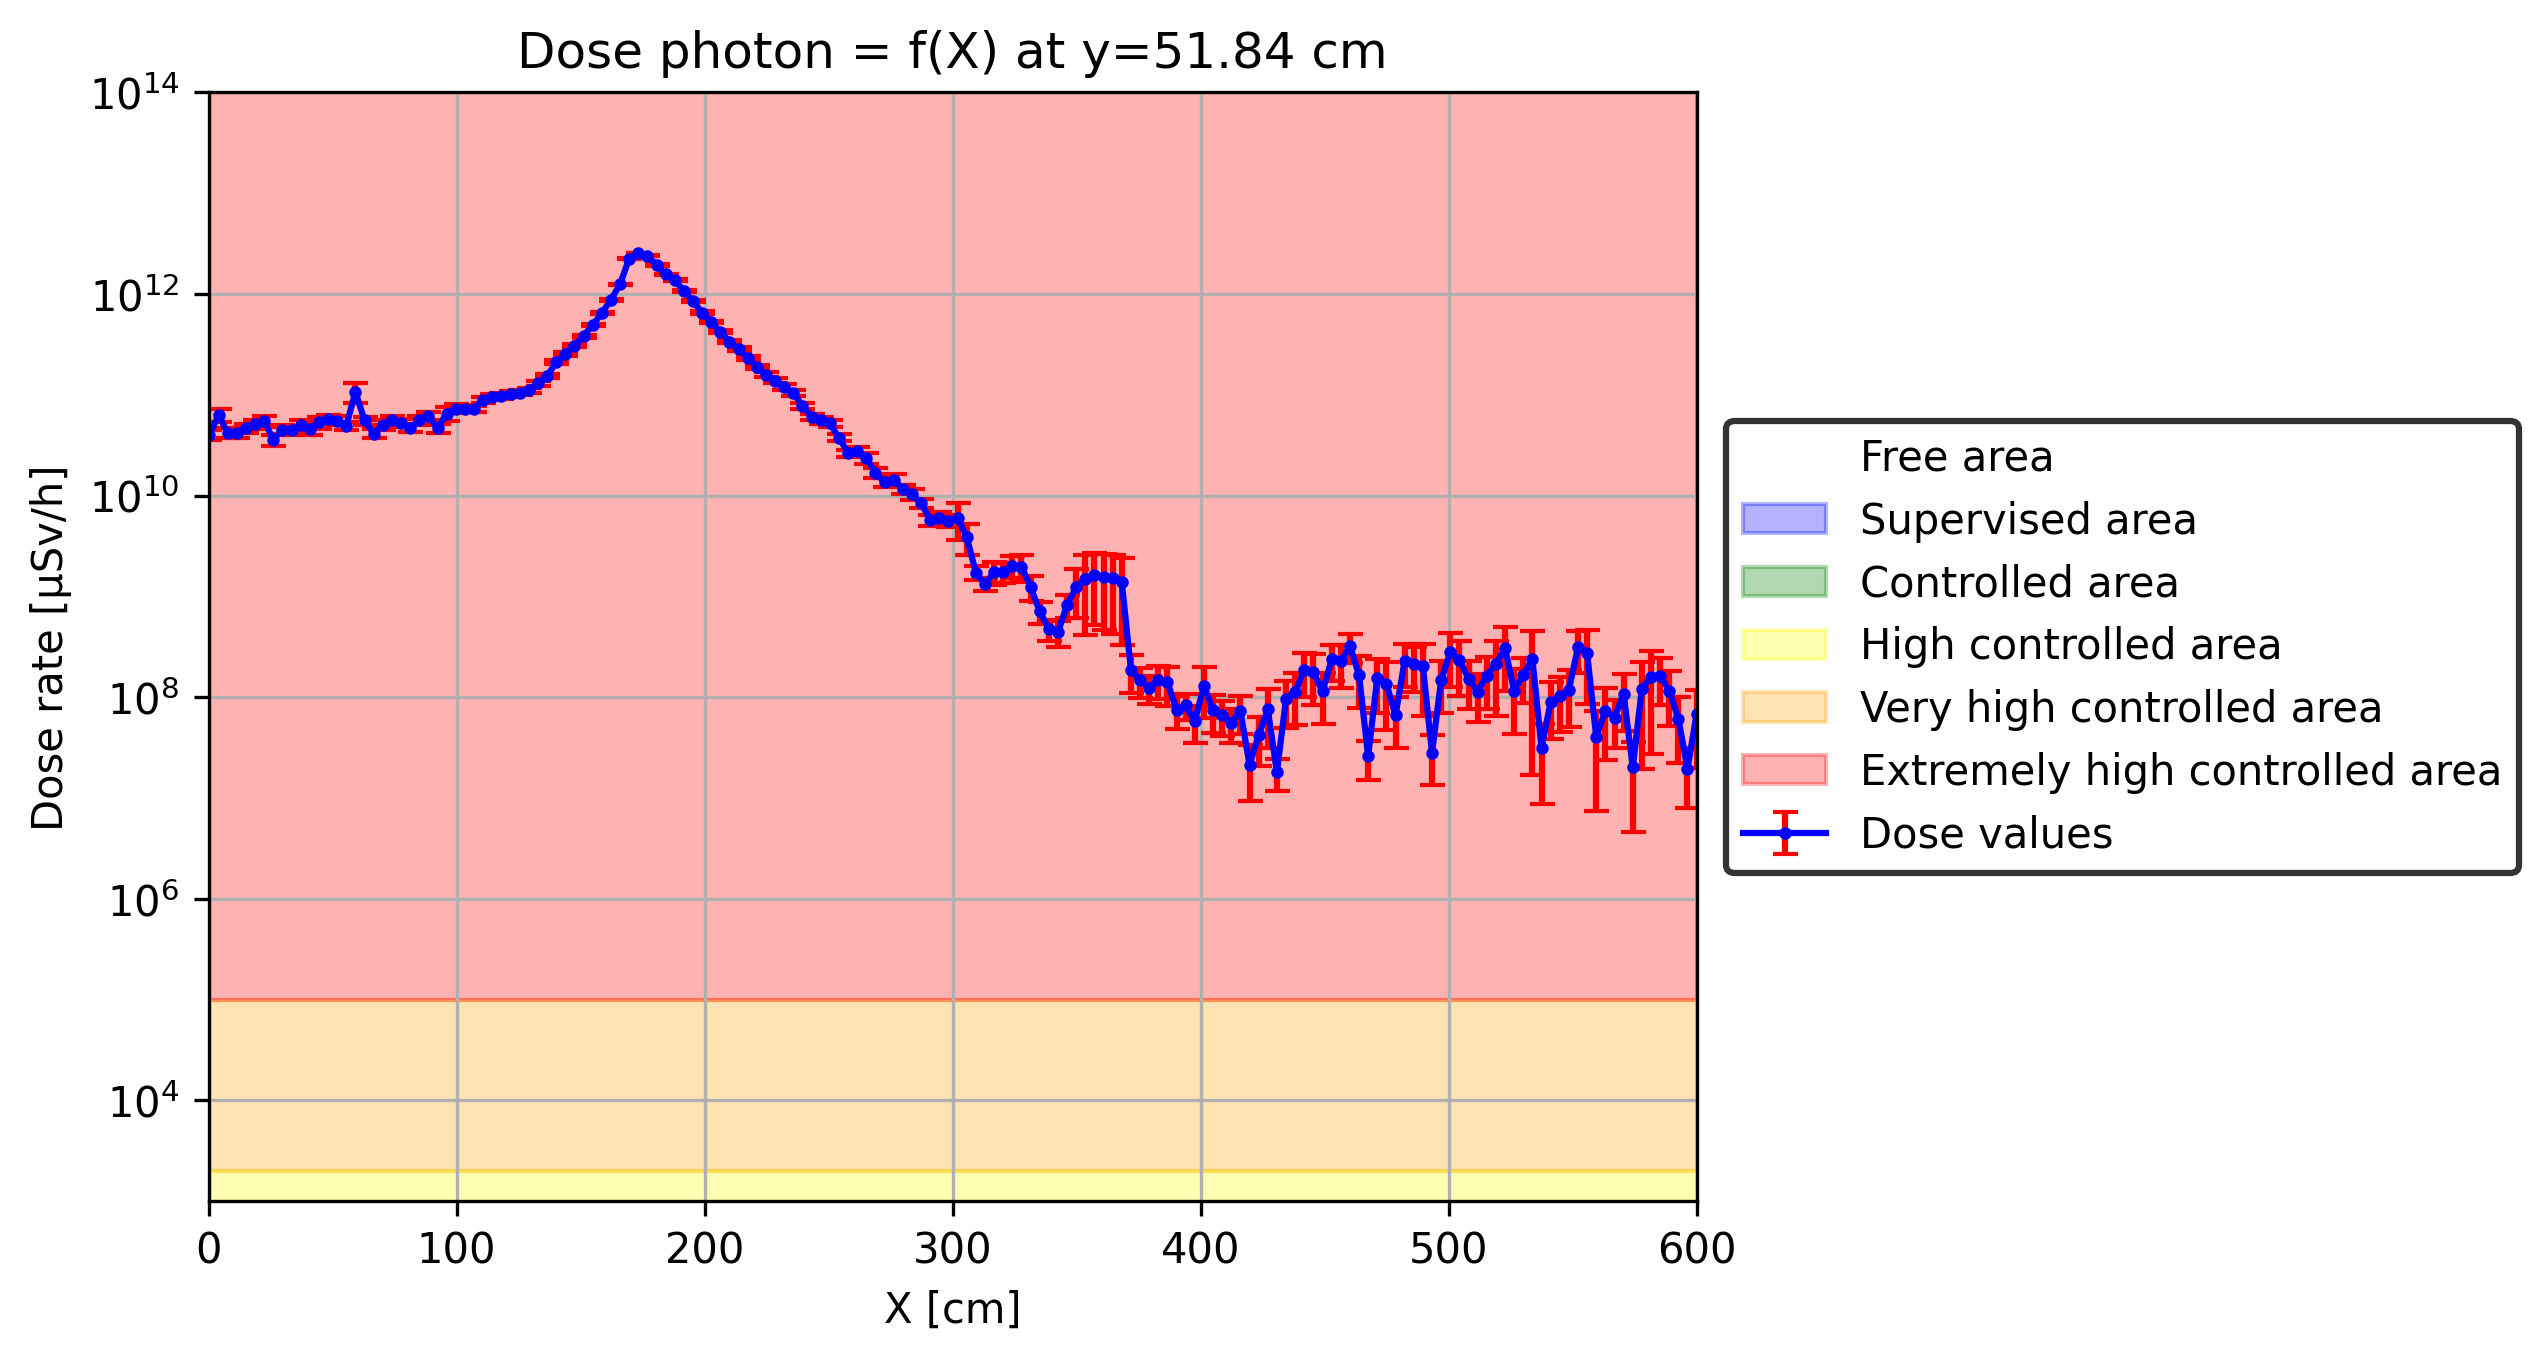 Dose photon = f(X) at y=51.84 cm
Dose rate [μSv/h]
10^14
10^12
10^10
10^8
10^6
10^4
0 100 200 300 400 500 600
X [cm]
Free area
Supervised area
Controlled area
High controlled area
Very high controlled area
Extremely high controlled area
Dose values